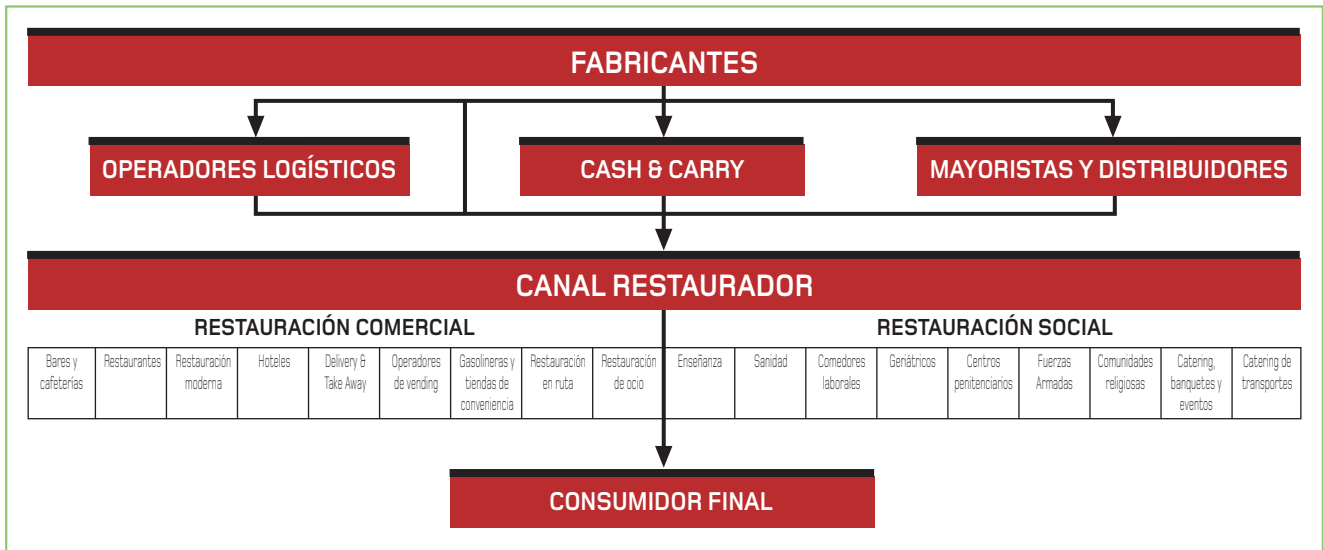 FABRICANTES
OPERADORES LOGÍSTICOS
CASH & CARRY
MAYORISTAS Y DISTRIBUIDORES
CANAL RESTAURADOR
RESTAURACIÓN COMERCIAL
RESTAURACIÓN SOCIAL
Bares y
cafeterías
Restaurantes
Restauración
moderna
Hoteles
Delivery &
Take Away
Operadores
de vending
Gasolineras y
tiendas de
conveniencia
Restauración
en ruta
Restauración
de ocio
Enseñanza
Sanidad
Comedores
laborales
Geriátricos
Centros
penitenciarios
Fuerzas
Armadas
Comunidades
religiosas
Catering,
banquetes y
eventos
Catering de
transportes
CONSUMIDOR FINAL